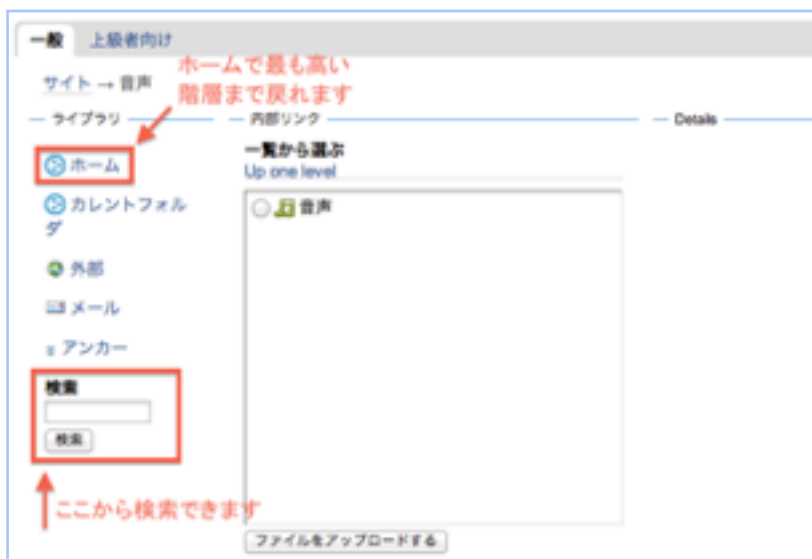 一般 上級者向け
サイト → 音声
ホームで最も高い
階層まで戻れます
ライブラリ
ホーム
カレントフォル
ダ
外部
メール
アンカー
検索
検索
ここから検索できます
内部リンク
一覧から選ぶ
Up one level
音声
ファイルをアップロードする
Details